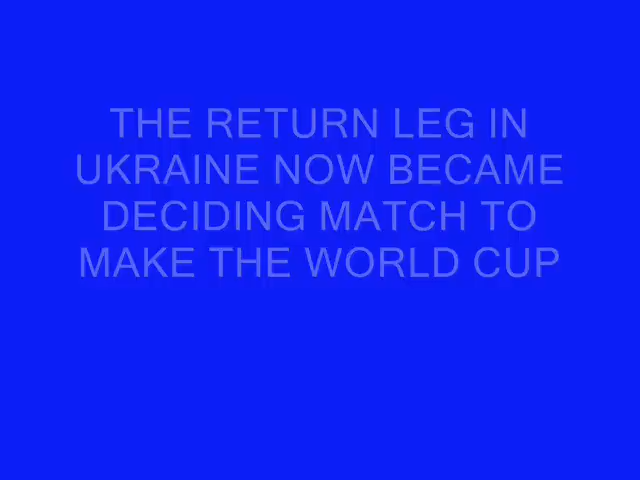 THE RETURN LEG IN
UKRAINE NOW BECAME
DECIDING MATCH TO
MAKE THE WORLD CUP